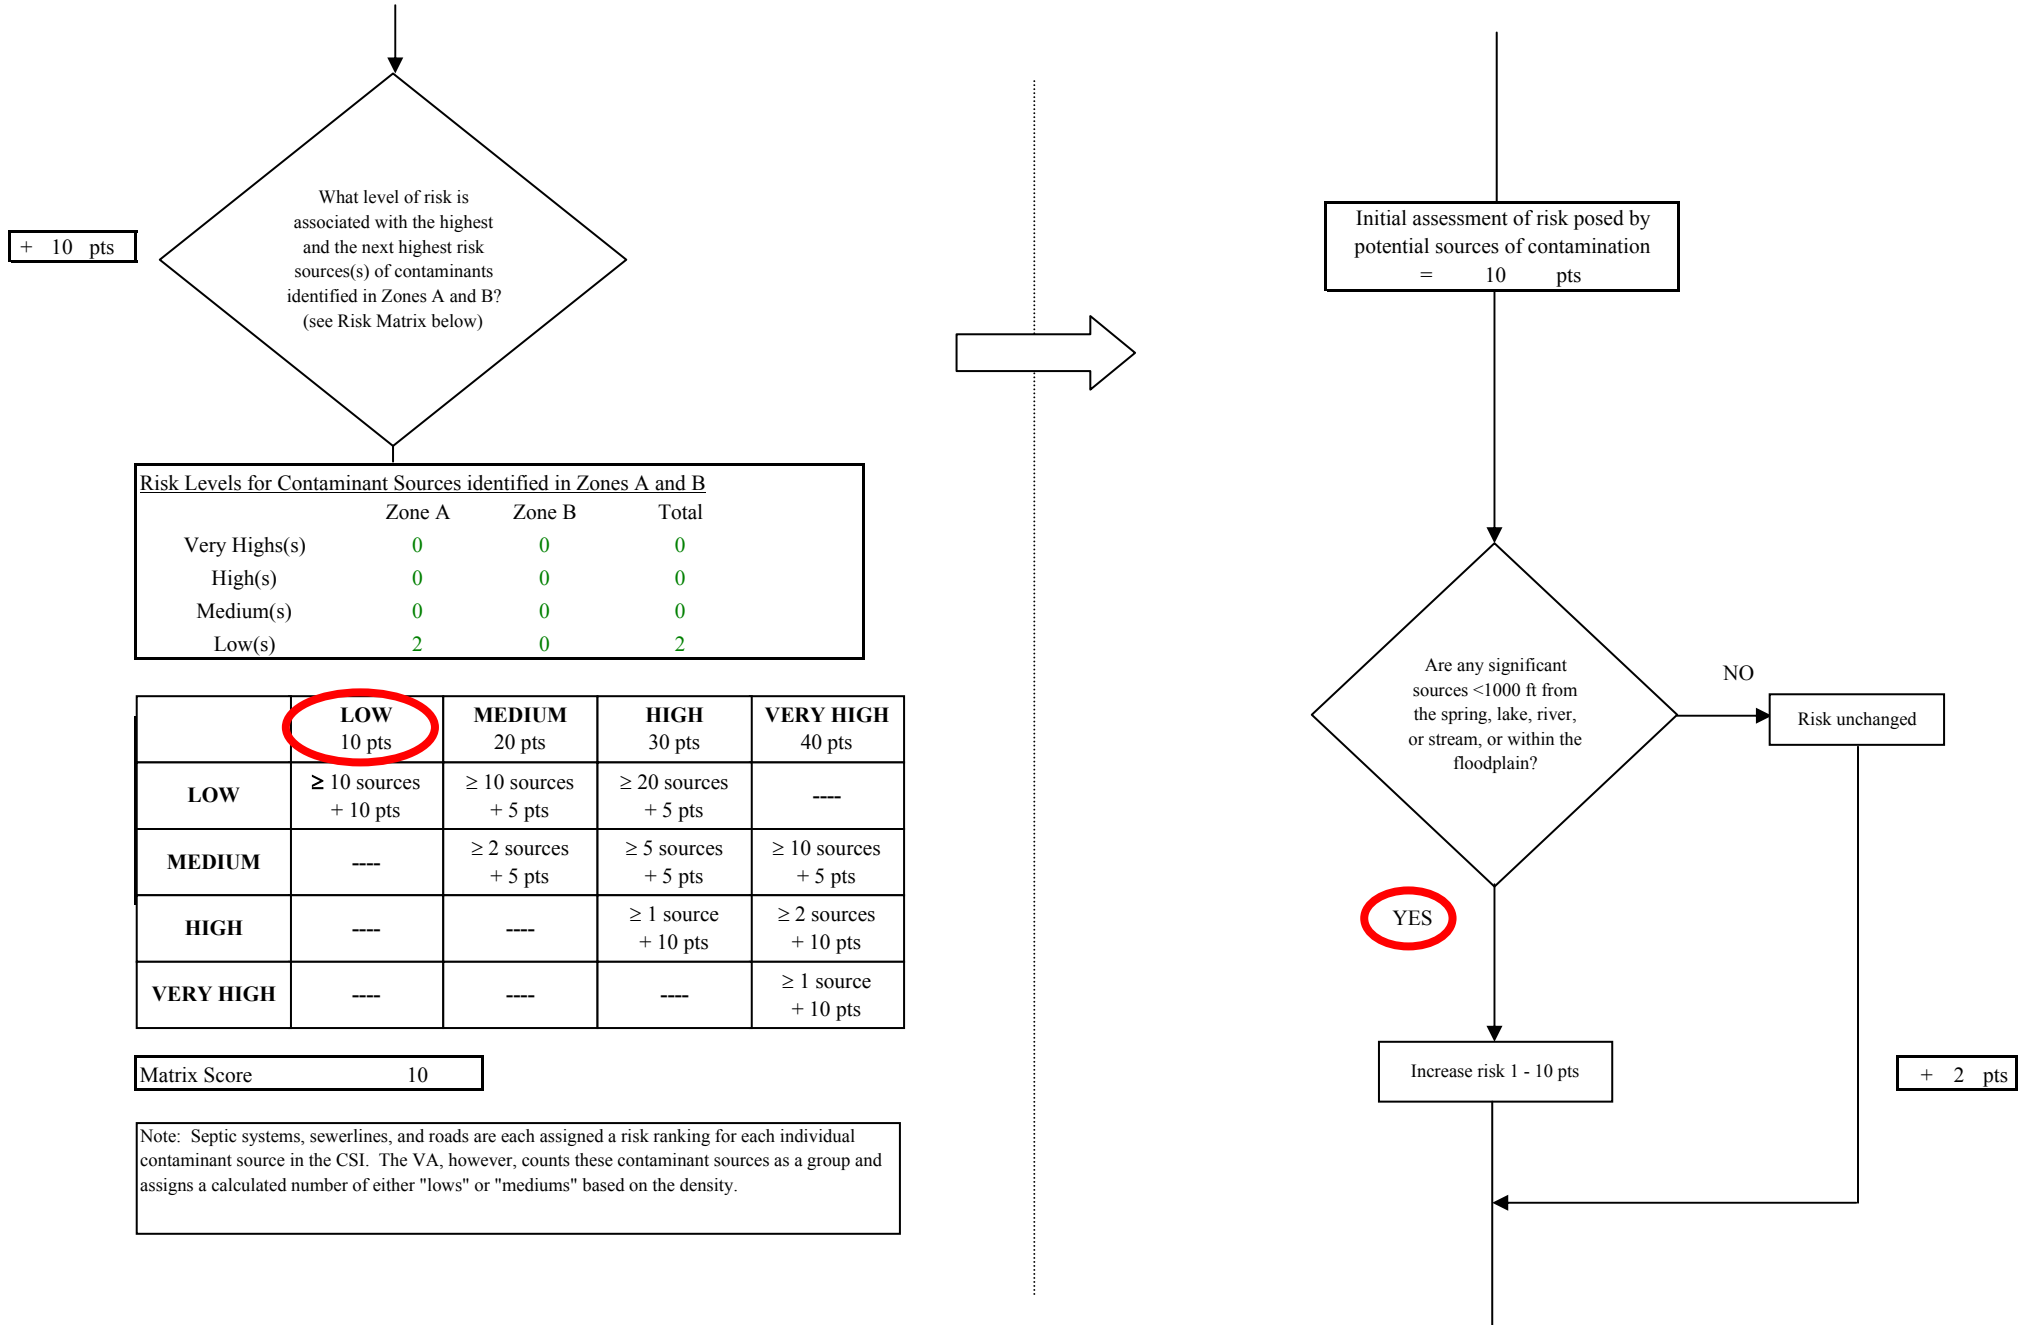 What level of risk is
associated with the highest
and the next highest risk
sources(s) of contaminants
identified in Zones A and B?
(see Risk Matrix below)
+ 10 pts
Risk Levels for Contaminant Sources identified in Zones A and B
Zone A Zone B Total
Very Highs(s) 0 0 0
High(s) 0 0 0
Medium(s) 0 0 0
Low(s) 2 0 2
LOW MEDIUM HIGH VERY HIGH
10 pts 20 pts 30 pts 40 pts
LOW ≥ 10 sources ≥ 10 sources ≥ 20 sources ----
+ 10 pts + 5 pts + 5 pts
MEDIUM ---- ≥ 2 sources ≥ 5 sources ≥ 10 sources
+ 5 pts + 5 pts + 5 pts
HIGH ---- ---- ≥ 1 source ≥ 2 sources
+ 10 pts + 10 pts
VERY HIGH ---- ---- ---- ≥ 1 source
+ 10 pts
Matrix Score 10
Note: Septic systems, sewerlines, and roads are each assigned a risk ranking for each individual
contaminant source in the CSI. The VA, however, counts these contaminant sources as a group and
assigns a calculated number of either "lows" or "mediums" based on the density.
Initial assessment of risk posed by
potential sources of contamination
= 10 pts
Are any significant
sources <1000 ft from
the spring, lake, river,
or stream, or within the
floodplain?
NO
Risk unchanged
YES
Increase risk 1 - 10 pts
+ 2 pts